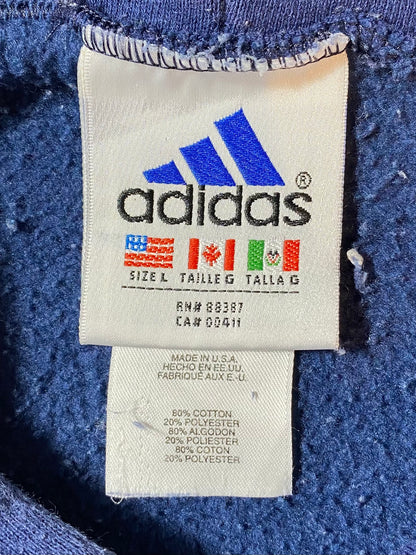 adidas®
SIZE L TAILLE G TALLA G
RN# 88387
CA# 00411
MADE IN U.S.A.
HECHO EN EE.UU.
FABRIQUE AUX E.U.
R
80% COTTON
20% POLYESTER
80% ALGODON
20% POLIESTER
80% COTON
20% POLYESTER